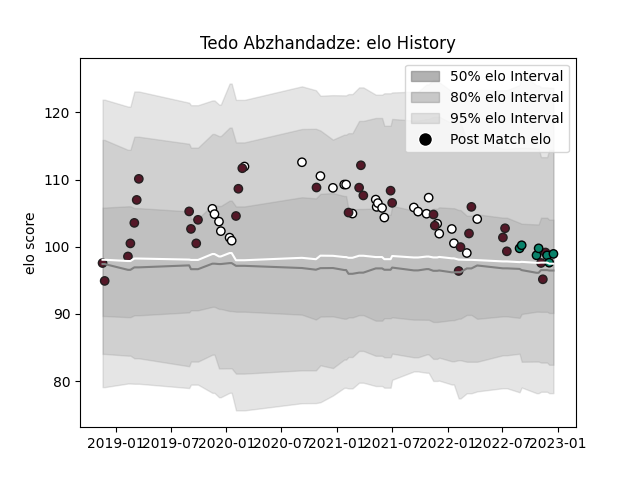 Tedo Abzhandadze: elo History
50% elo Interval
80% elo Interval
95% elo Interval
Post Match elo
elo score
120
110
100
90
80
2019-01 2019-07 2020-01 2020-07 2021-01 2021-07 2022-01 2022-07 2023-01